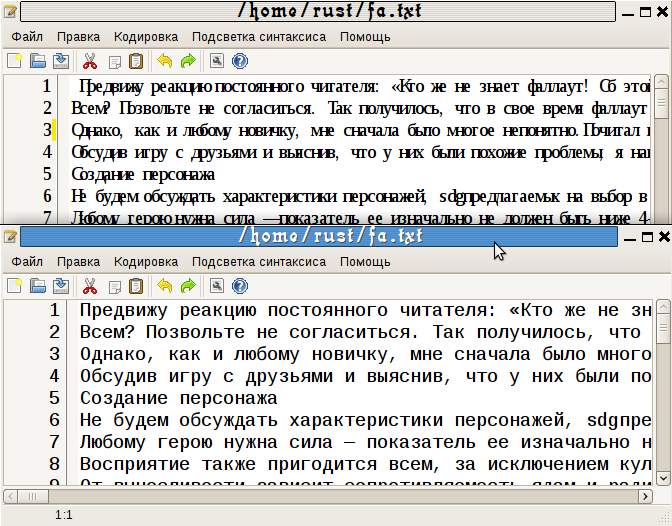 /home/rust/fa.txt
Файл Правка Кодировка Подсветка синтаксиса Помощь
1 Предвижу реакцию постоянного читателя: «Кто же не знает фаллаут! Об этой
2 Всем? Позвольте не согласиться. Так получилось, что в свое время фаллаут
3 Однако, как и любому новичку, мне сначала было многое непонятно. Почитал
4 Обсудив игру с друзьями и выяснив, что у них были похожие проблемы, я
5 Создание персонажа
6 Не будем обсуждать характеристики персонажей, sdgпредлагаемых на выбор в
7 Любому герою нужна сила — показатель ее изначально не должен быть ниже 4-
/home/rust/fa.txt
Файл Правка Кодировка Подсветка синтаксиса Помощь
1 Предвижу реакцию постоянного читателя: «Кто же не зн
2 Всем? Позвольте не согласиться. Так получилось, что
3 Однако, как и любому новичку, мне сначала было много
4 Обсудив игру с друзьями и выяснив, что у них были по
5 Создание персонажа
6 Не будем обсуждать характеристики персонажей, sdgпре
7 Любому герою нужна сила — показатель ее изначально н
8 Восприятие также пригодится всем, за исключением кул
9 От выносливости зависит сопротивляемость ядам и ради
1:1